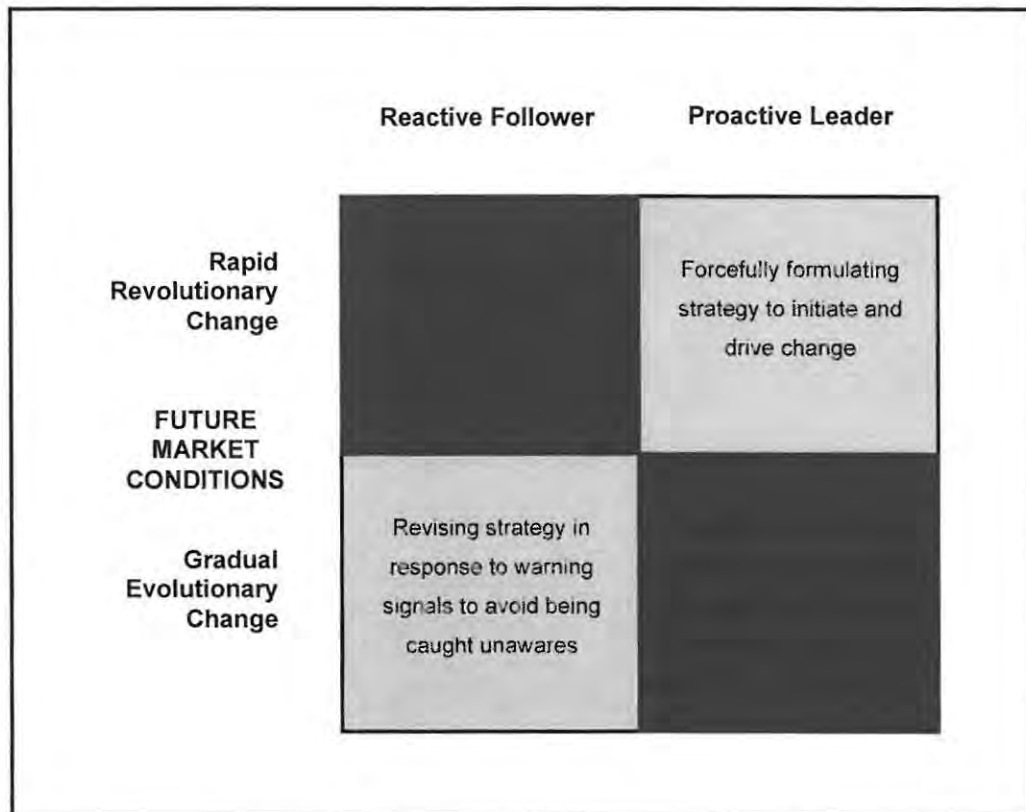 Reactive Follower
Proactive Leader
Rapid
Revolutionary
Change
Forcefully formulating
strategy to initiate and
drive change
FUTURE
MARKET
CONDITIONS
Gradual
Evolutionary
Change
Revising strategy in
response to warning
signals to avoid being
caught unawares